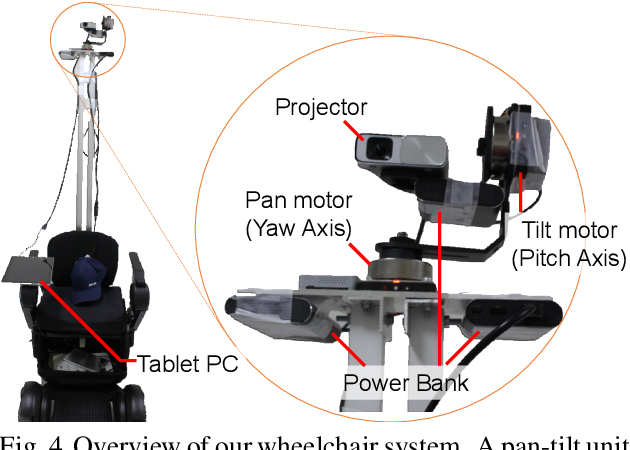 Projector
Pan motor
(Yaw Axis)
Tilt motor
(Pitch Axis)
Tablet PC
Power Bank
Fig. 4 Overview of our wheelchair system. A pan-tilt unit